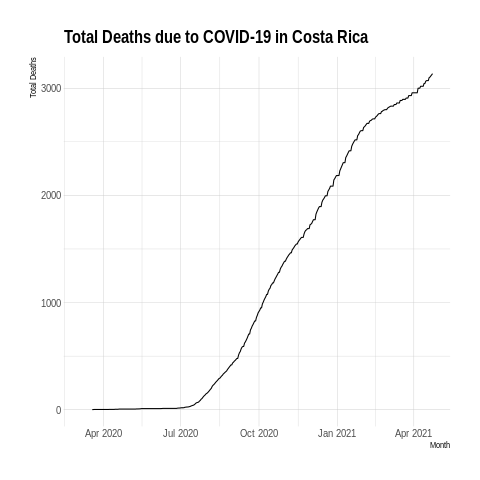 Total Deaths due to COVID-19 in Costa Rica
Total Deaths
3000
2000
1000
0
Apr 2020 Jul 2020 Oct 2020 Jan 2021 Apr 2021
Month